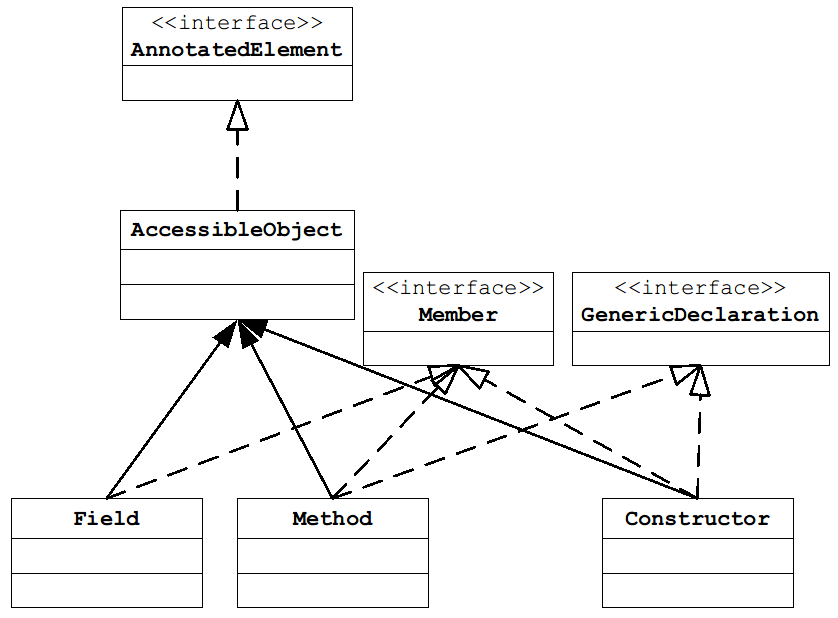 <<interface>>
AnnotatedElement
AccessibleObject
<<interface>>
Member
<<interface>>
GenericDeclaration
Field
Method
Constructor